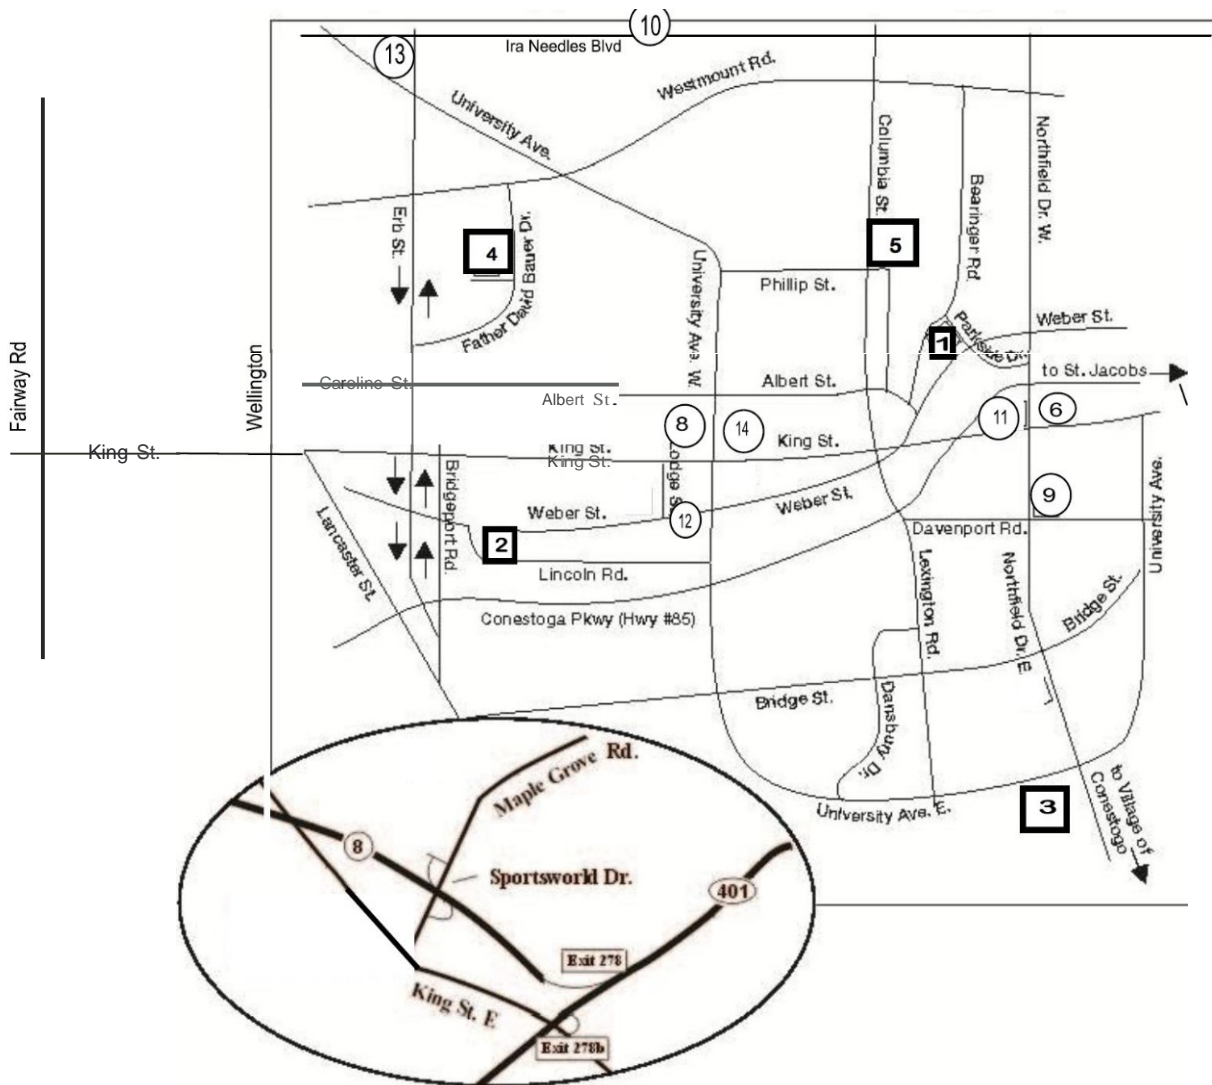 10
Ira Needles Blvd
13
Westmount Rd.
University Ave.
Columbia St.
Northfield Dr. W.
Bearinger Rd.
Erb St.
4
Father David Bauer Dr.
5
University Ave. W.
Phillip St.
Parkside Dr.
Weber St.
1
Fairway Rd
Wellington
to St. Jacobs
Caroline St.
Albert St.
Albert St.
8
14
11
6
King St.
King St.
King St.
King St.
Lodge St.
Bridgeport Rd.
Weber St.
Weber St.
12
9
University Ave.
Davenport Rd.
Lancaster St.
2
Lincoln Rd.
Lexington Rd.
Northfield Dr. E.
Bridge St.
Conestoga Pkwy (Hwy #85)
Bridge St.
Dansbury Dr.
University Ave. E.
3
to Village of
Conestogo
Maple Grove Rd.
8
Sportsworld Dr.
401
Exit 278
King St. E
Exit 278b